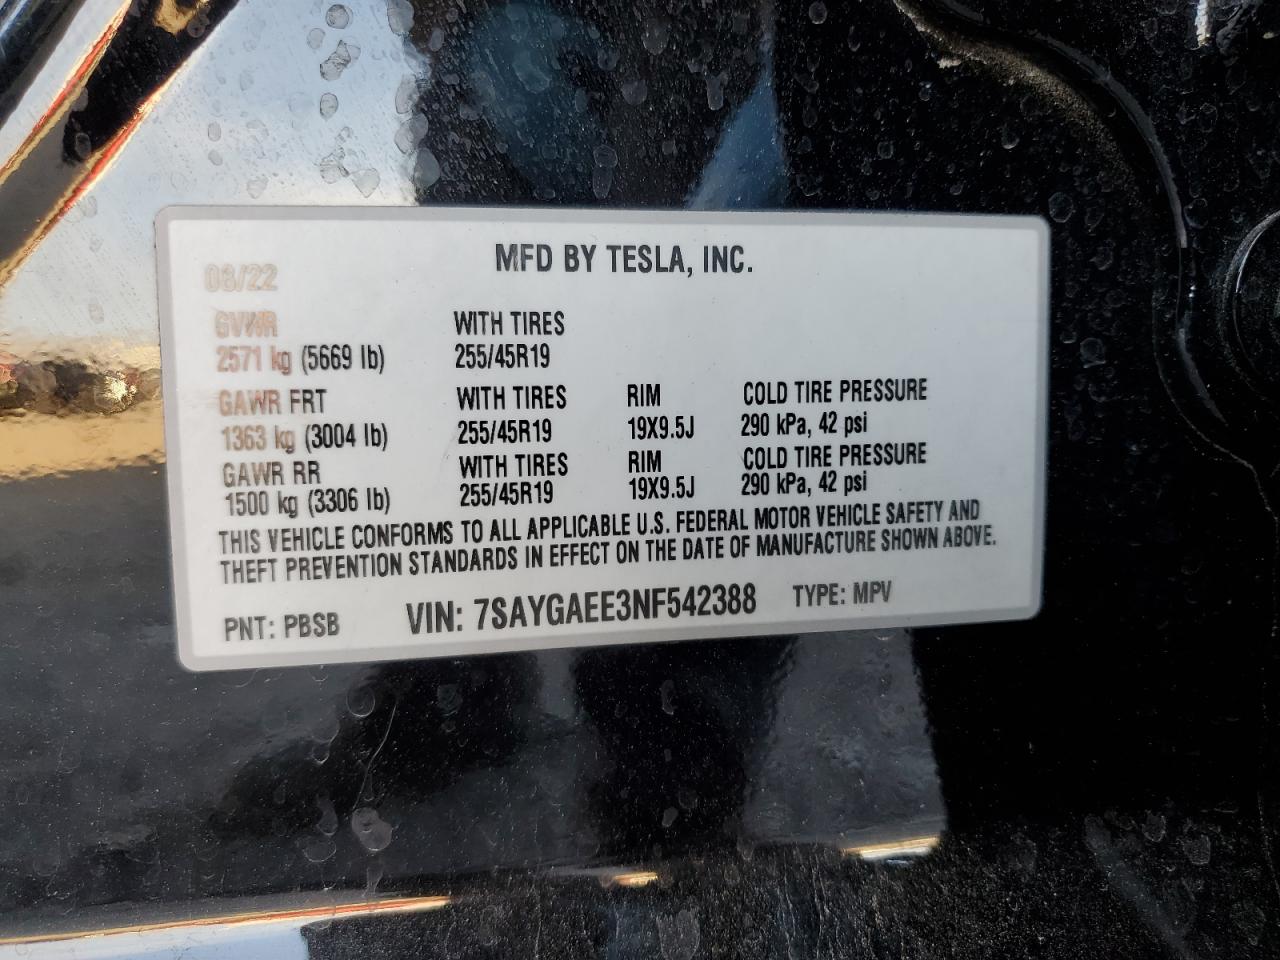 MFD BY TESLA, INC.
08/22
GVWR WITH TIRES
2571 kg (5669 lb) 255/45R19
GAWR FRT WITH TIRES RIM COLD TIRE PRESSURE
1363 kg (3004 lb) 255/45R19 19X9.5J 290 kPa, 42 psi
GAWR RR WITH TIRES RIM COLD TIRE PRESSURE
1500 kg (3306 lb) 255/45R19 19X9.5J 290 kPa, 42 psi
THIS VEHICLE CONFORMS TO ALL APPLICABLE U.S. FEDERAL MOTOR VEHICLE SAFETY AND
THEFT PREVENTION STANDARDS IN EFFECT ON THE DATE OF MANUFACTURE SHOWN ABOVE.
PNT: PBSB VIN: 7SAYGAEE3NF542388 TYPE: MPV